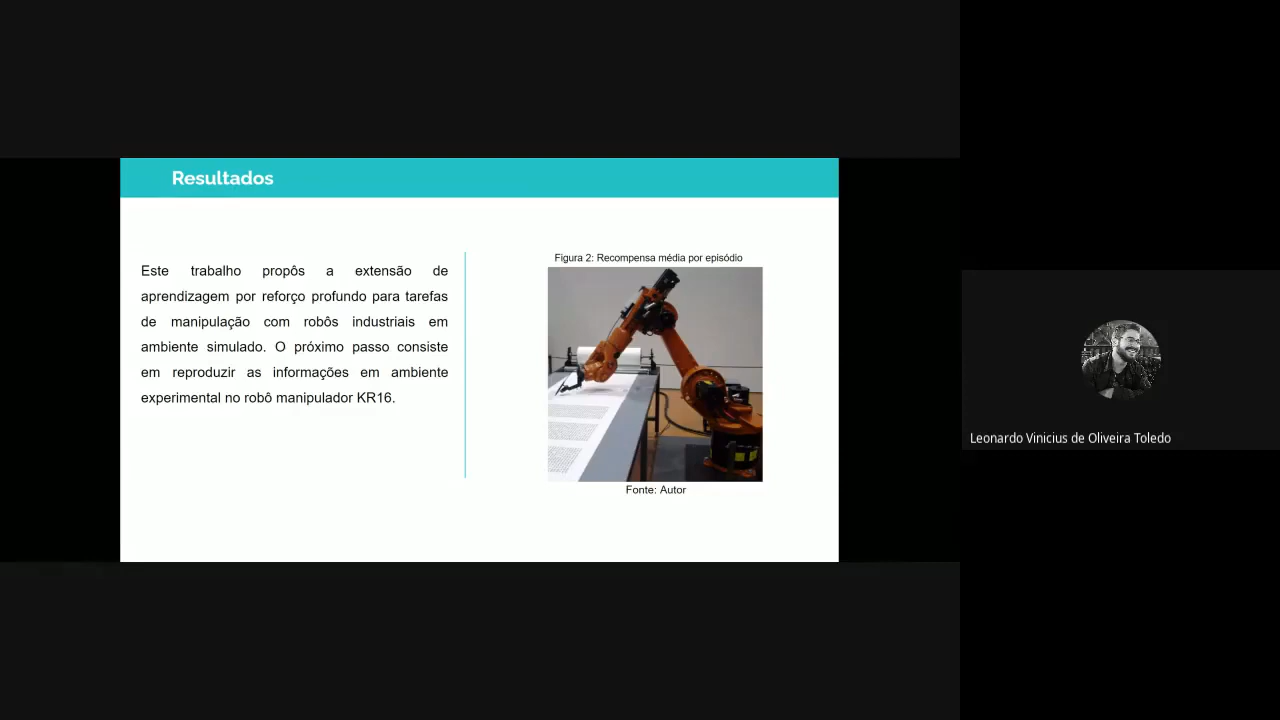 Resultados
Este trabalho propôs a extensão de
aprendizagem por reforço profundo para tarefas
de manipulação com robôs industriais em
ambiente simulado. O próximo passo consiste
em reproduzir as informações em ambiente
experimental no robô manipulador KR16.
Figura 2: Recompensa média por episódio
Fonte: Autor
Leonardo Vinicius de Oliveira Toledo